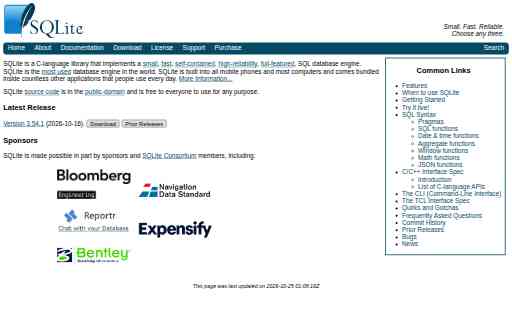 SQLite
Small. Fast. Reliable.
Choose any three.
Home About Documentation Download License Support Purchase Search
SQLite is a C-language library that implements a small, fast, self-contained, high-reliability, full-featured, SQL database engine.
SQLite is the most used database engine in the world. SQLite is built into all mobile phones and most computers and comes bundled
inside countless other applications that people use every day. More Information...
SQLite source code is in the public-domain and is free to everyone to use for any purpose.
Latest Release
Version 3.54.1 (2026-10-16). Download Prior Releases
Sponsors
SQLite is made possible in part by sponsors and SQLite Consortium members, including:
Bloomberg
Engineering
Navigation
Data Standard
Reportr
Chat with your Database
Expensify
Bentley
Common Links
Features
When to use SQLite
Getting Started
Try it live!
SQL Syntax
Pragmas
SQL functions
Date & time functions
Aggregate functions
Window functions
Math functions
JSON functions
C/C++ Interface Spec
Introduction
List of C-language APIs
The CLI (Command-Line Interface)
The TCL Interface Spec
Quirks and Gotchas
Frequently Asked Questions
Commit History
Prior Releases
Bugs
News
This page was last updated on 2026-10-25 01:09:10Z